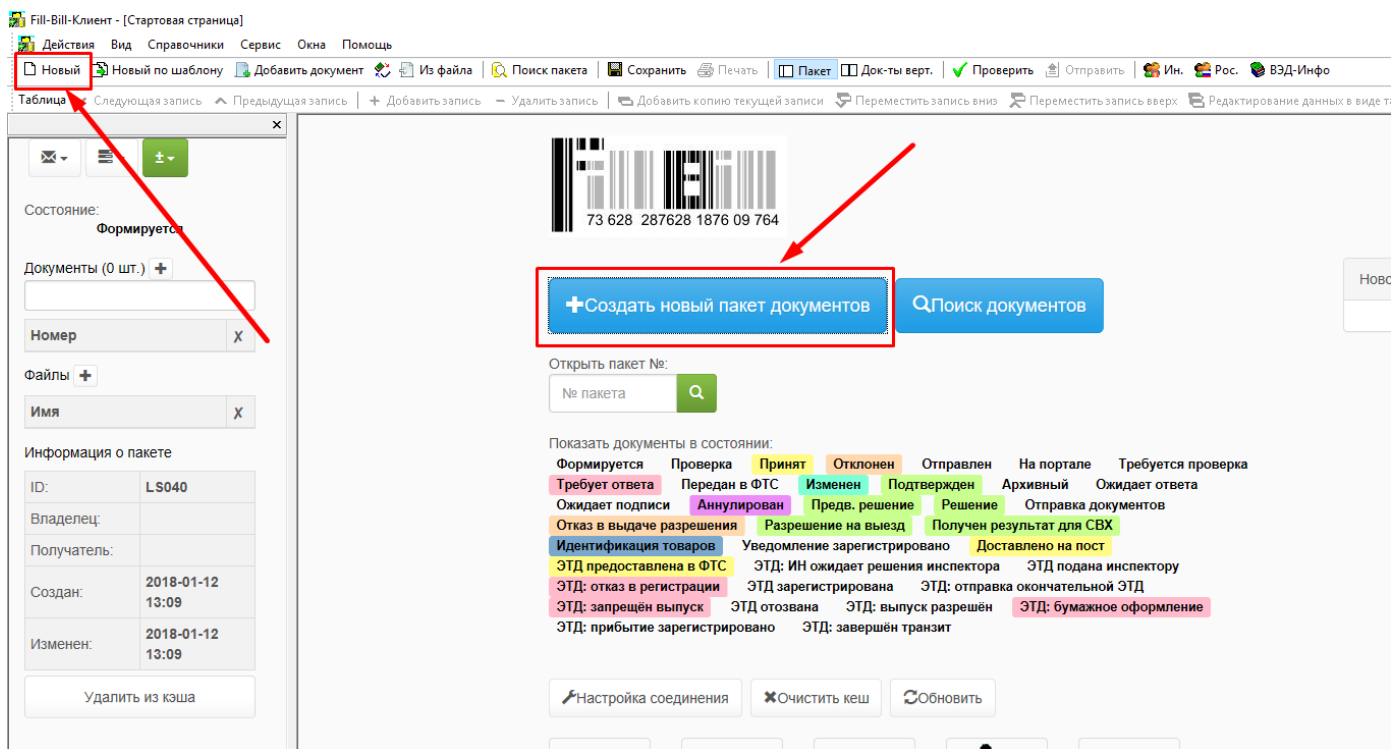 Fill-Bill-Клиент - [Стартовая страница]
Действия Вид Справочники Сервис Окна Помощь
Новый Новый по шаблону Добавить документ Из файла Поиск пакета Сохранить Печать Пакет Док-ты верт. Проверить Отправить Ин. Рос. ВЭД-Инфо
Таблица Следующая запись Предыдущая запись + Добавить запись − Удалить запись Добавить копию текущей записи Переместить запись вниз Переместить запись вверх Редактирование данных в виде
±
Состояние:
Формируется
Документы (0 шт.) +
Номер X
Файлы +
Имя X
Информация о пакете
ID: LS040
Владелец:
Получатель:
Создан: 2018-01-12
13:09
Изменен: 2018-01-12
13:09
Удалить из кэша
73 628 287628 1876 09 764
+Создать новый пакет документов Поиск документов
Открыть пакет №:
№ пакета
Показать документы в состоянии:
Формируется Проверка Принят Отклонен Отправлен На портале Требуется проверка
Требует ответа Передан в ФТС Изменен Подтвержден Архивный Ожидает ответа
Ожидает подписи Аннулирован Предв. решение Решение Отправка документов
Отказ в выдаче разрешения Разрешение на выезд Получен результат для СВХ
Идентификация товаров Уведомление зарегистрировано Доставлено на пост
ЭТД предоставлена в ФТС ЭТД: ИН ожидает решения инспектора ЭТД подана инспектору
ЭТД: отказ в регистрации ЭТД зарегистрирована ЭТД: отправка окончательной ЭТД
ЭТД: запрещён выпуск ЭТД отозвана ЭТД: выпуск разрешён ЭТД: бумажное оформление
ЭТД: прибытие зарегистрировано ЭТД: завершён транзит
Настройка соединения Очистить кеш Обновить